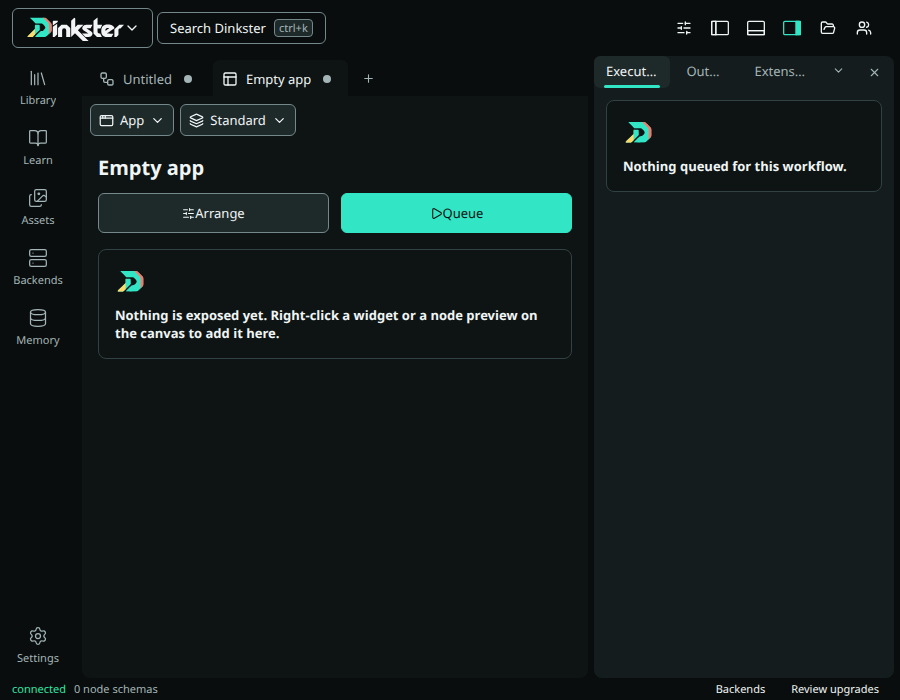 Dinkster
Search Dinkster ctrl+k
Library
Learn
Assets
Backends
Memory
Settings
Untitled
Empty app
App
Standard
Empty app
Arrange
Queue
Nothing is exposed yet. Right-click a widget or a node preview on
the canvas to add it here.
Execut...
Out...
Extens...
Nothing queued for this workflow.
connected 0 node schemas
Backends
Review upgrades